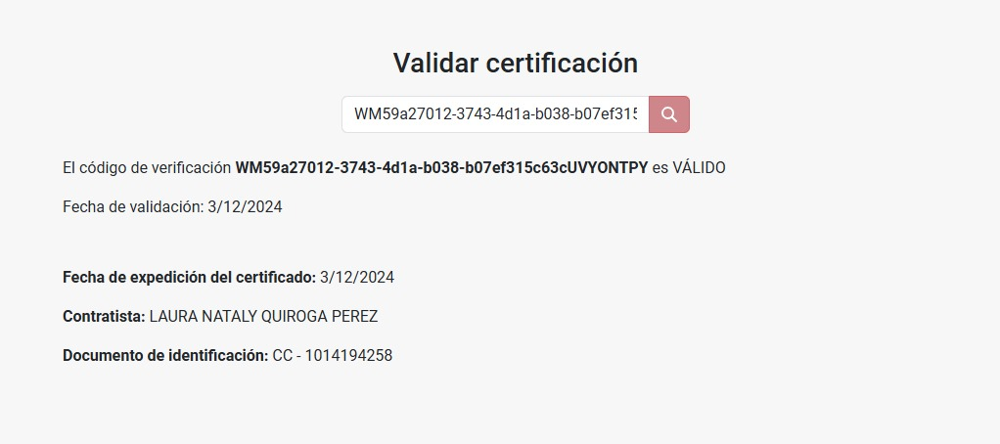 Validar certificación
WM59a27012-3743-4d1a-b038-b07ef315
El código de verificación WM59a27012-3743-4d1a-b038-b07ef315c63cUVYONTPY es VÁLIDO
Fecha de validación: 3/12/2024
Fecha de expedición del certificado: 3/12/2024
Contratista: LAURA NATALY QUIROGA PEREZ
Documento de identificación: CC - 1014194258